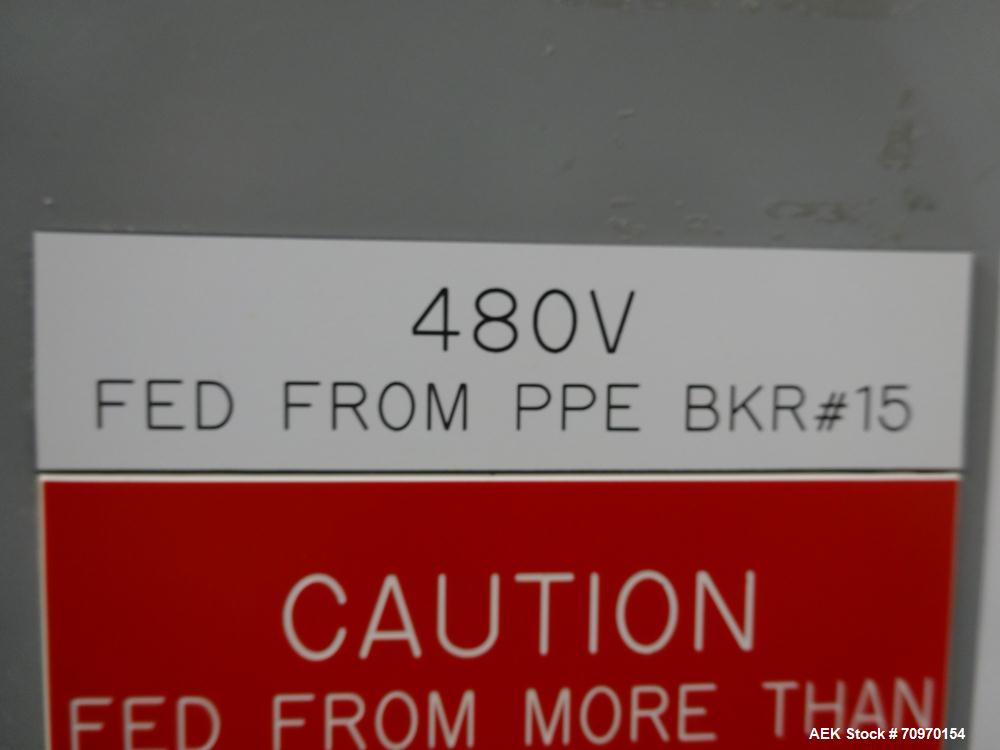 480V
FED FROM PPE BKR#15
CAUTION
FED FROM MORE THAN
AEK Stock #70970154